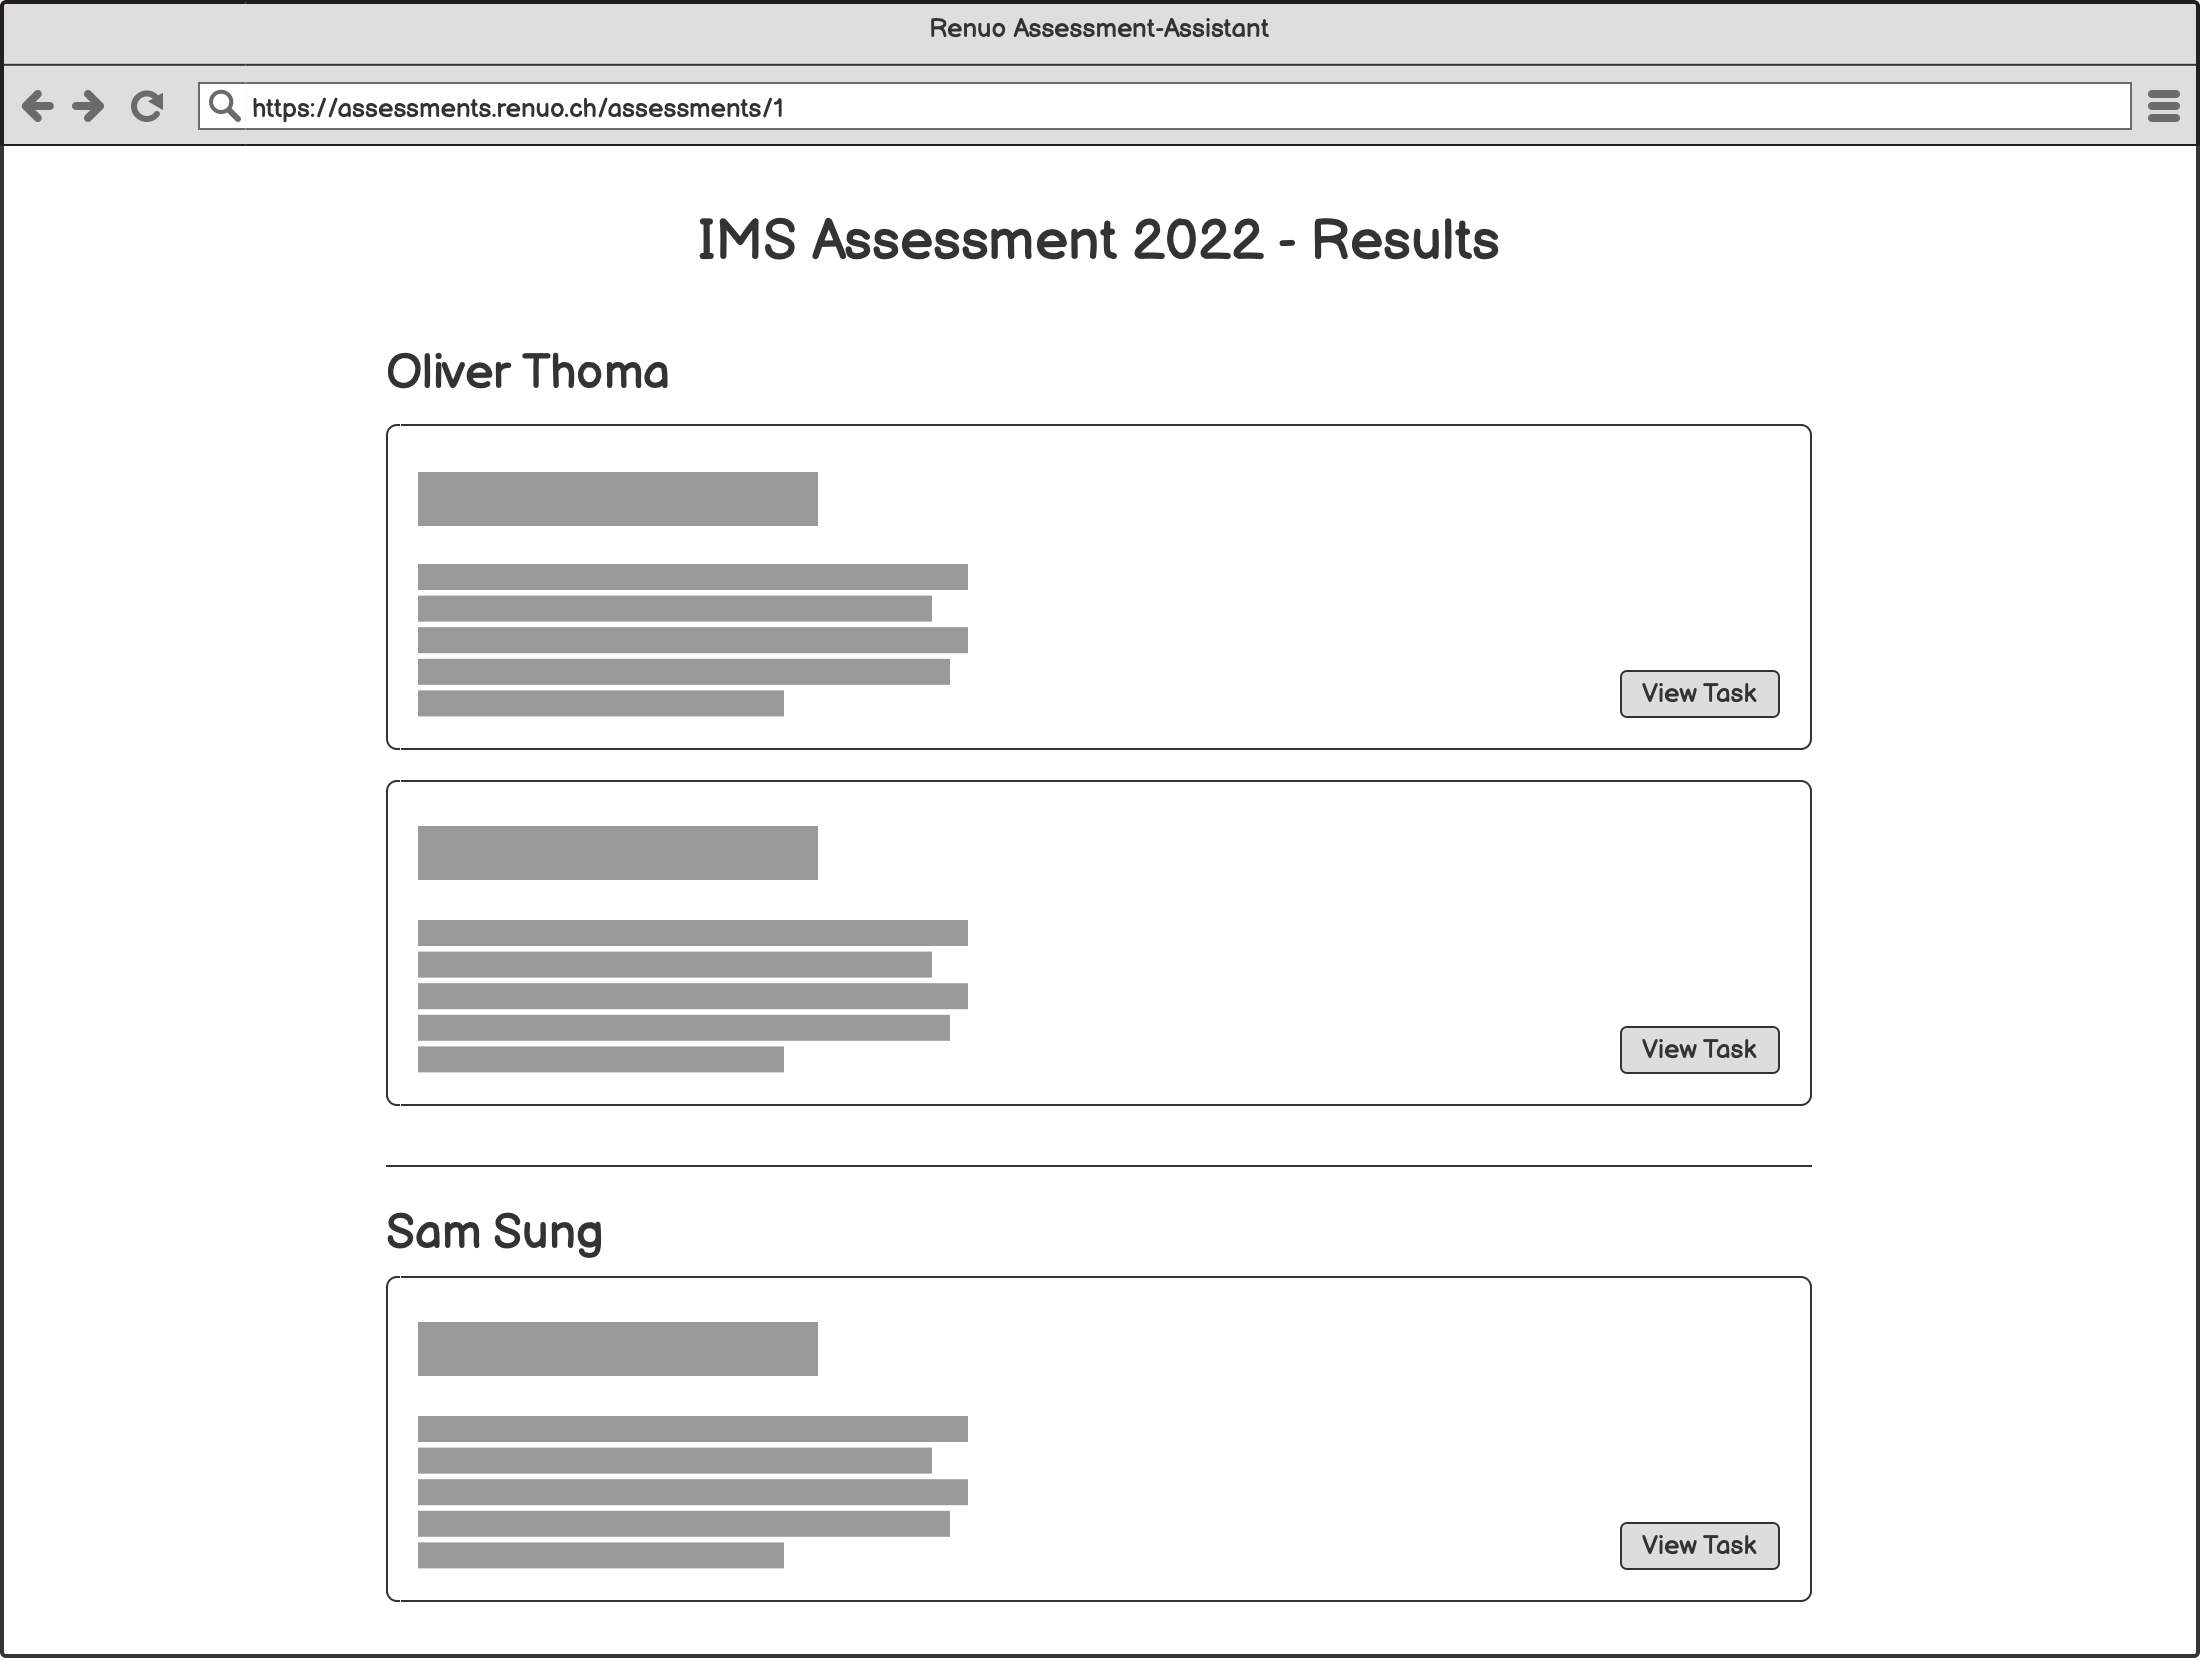 Renuo Assessment-Assistant
https://assessments.renuo.ch/assessments/1
IMS Assessment 2022 - Results
Oliver Thoma
View Task
View Task
Sam Sung
View Task